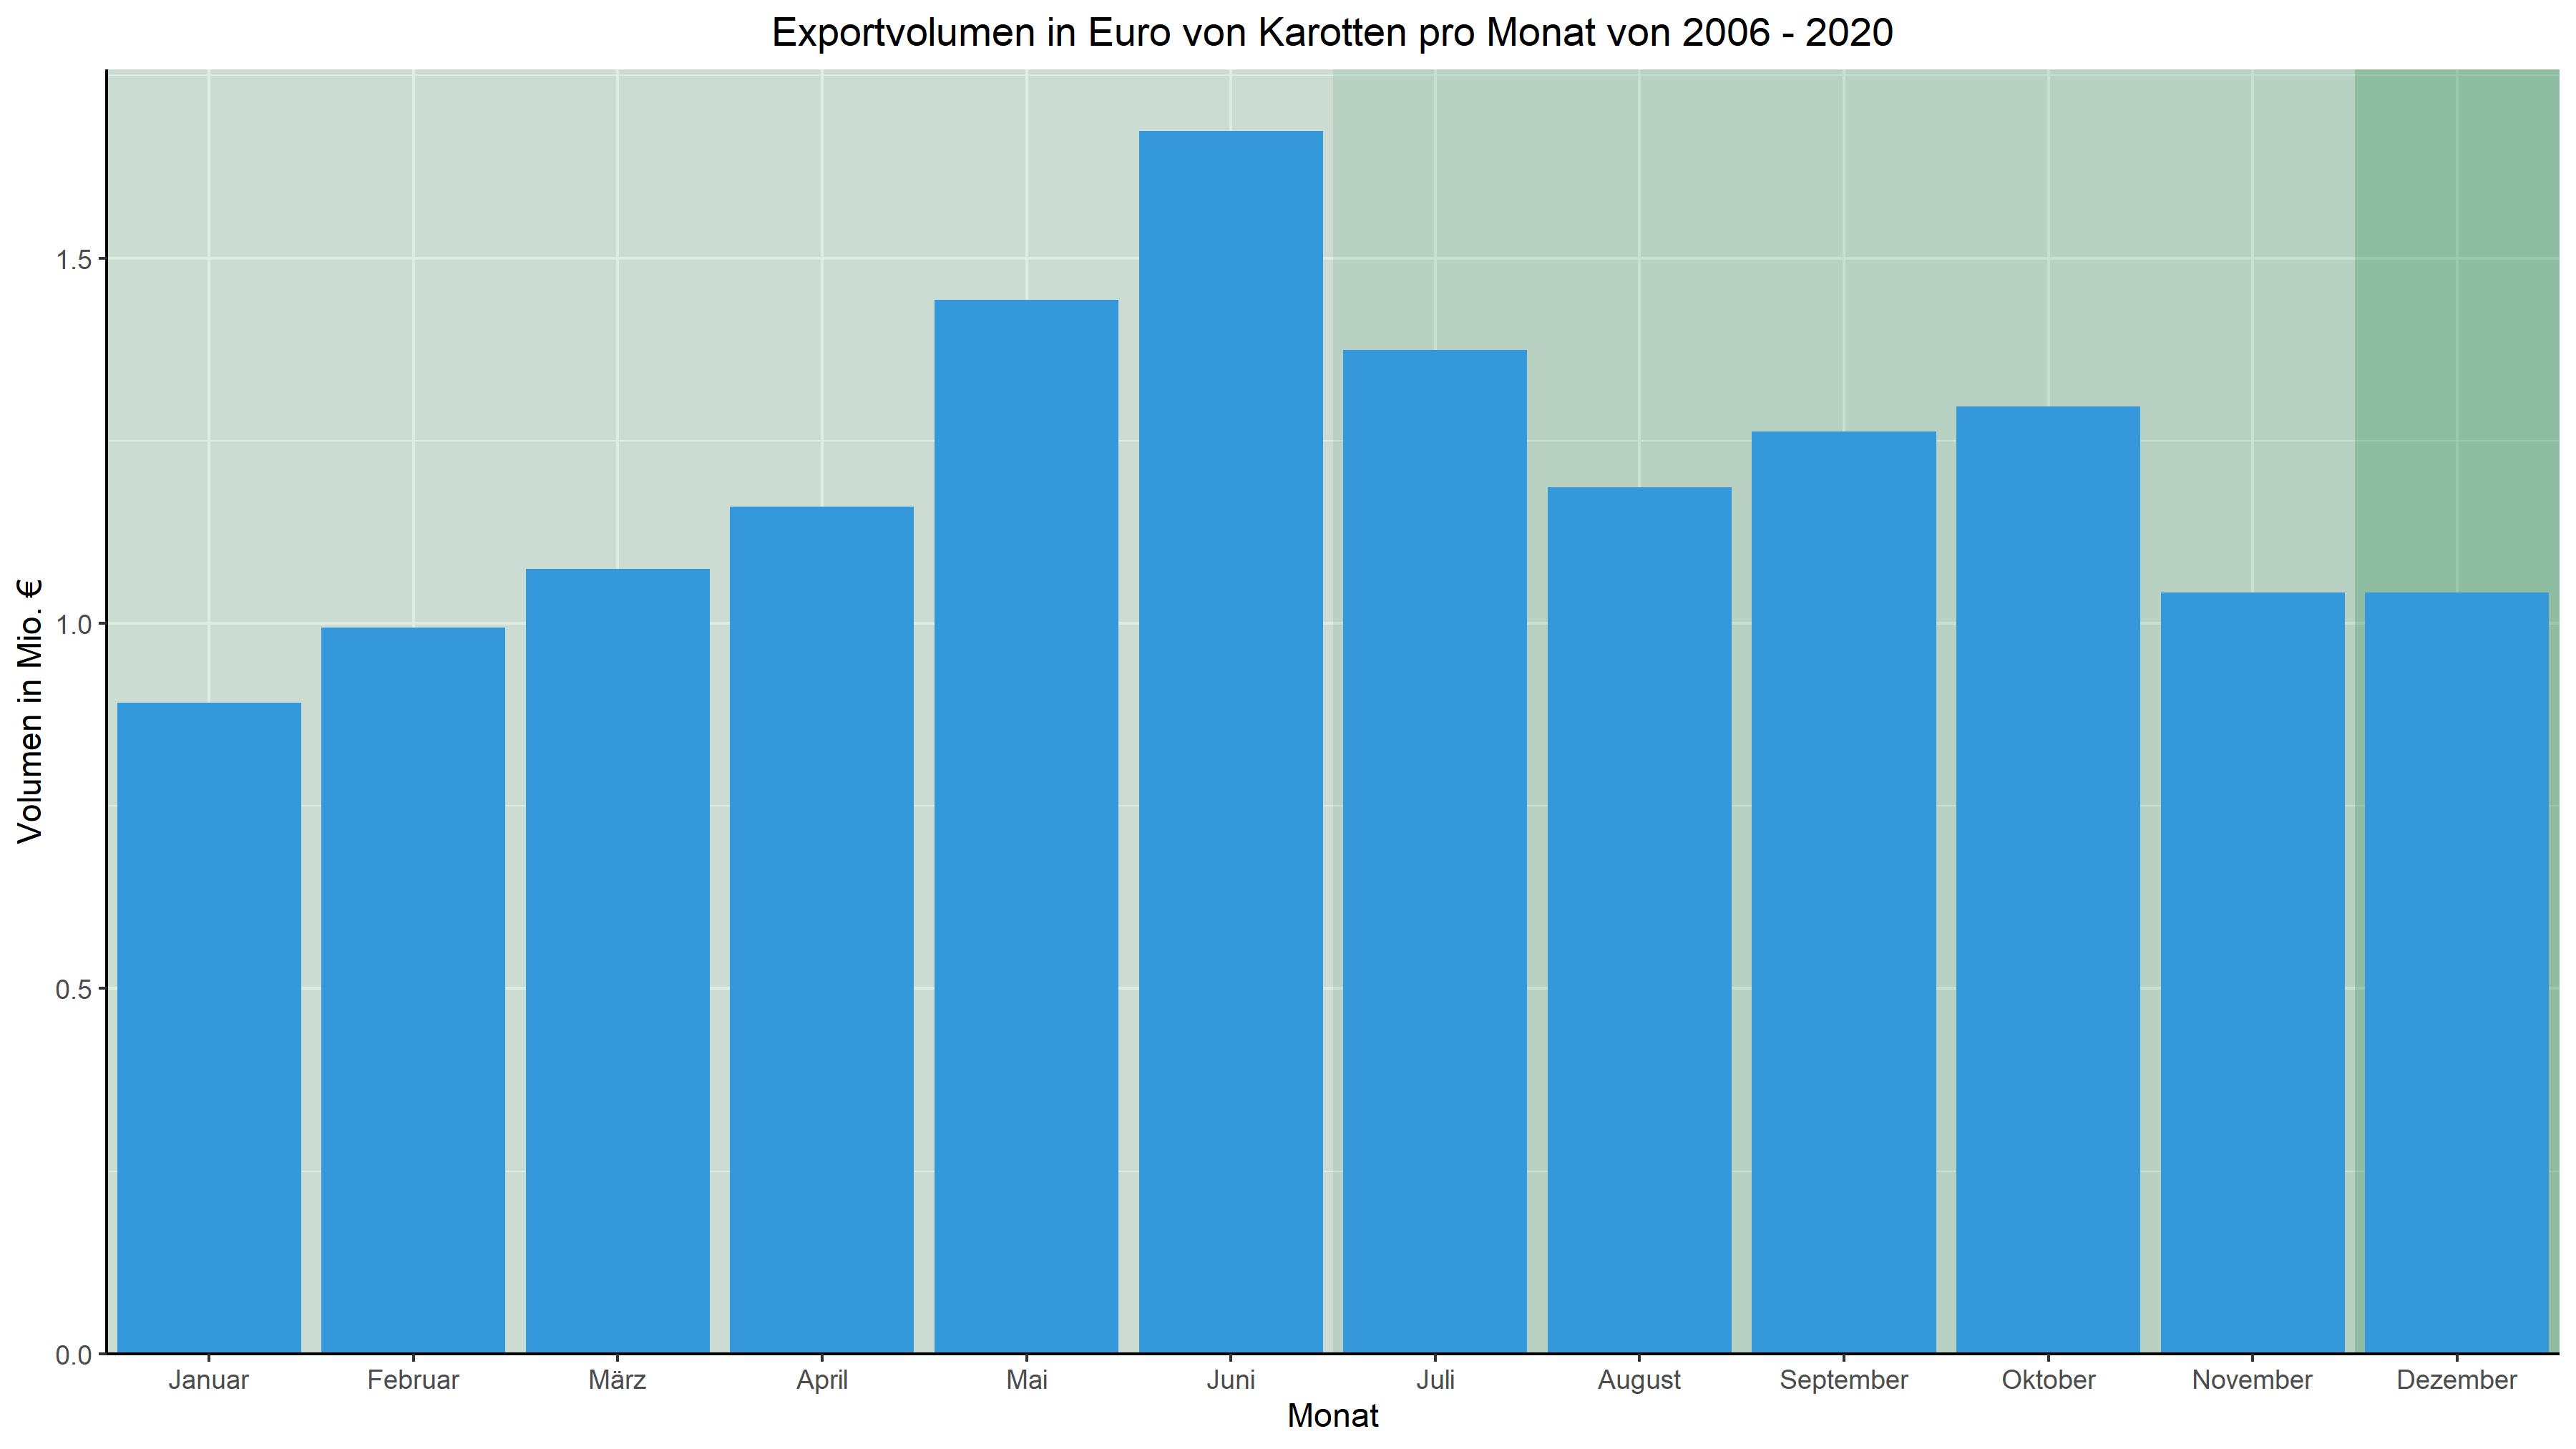 Exportvolumen in Euro von Karotten pro Monat von 2006 - 2020
Volumen in Mio. €
1.5
1.0
0.5
0.0
Januar Februar März April Mai Juni Juli August September Oktober November Dezember
Monat